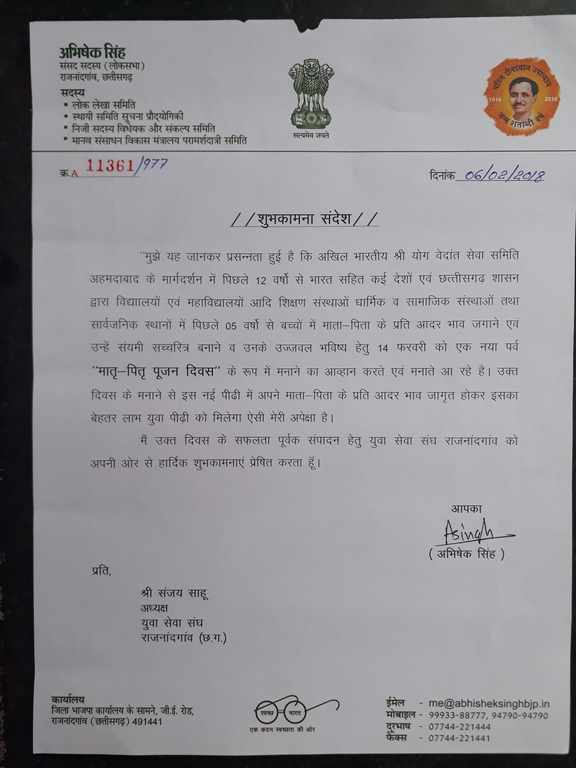 अभिषेक सिंह
संसद सदस्य (लोकसभा)
राजनांदगांव, छत्तीसगढ़
सदस्य
• लोक लेखा समिति
• स्थायी समिति सूचना प्रौद्योगिकी
• निजी सदस्य विधेयक और संकल्प समिति
• मानव संसाधन विकास मंत्रालय परामर्शदात्री समिति
सत्यमेव जयते
पंडित दीनदयाल उपाध्याय
1916 2016
जन्म शताब्दी वर्ष
क्र. A 11361/977
दिनांक 06/02/2018
//शुभकामना संदेश//
"मुझे यह जानकर प्रसन्नता हुई है कि अखिल भारतीय श्री योग वेदांत सेवा समिति
अहमदाबाद के मार्गदर्शन में पिछले 12 वर्षो से भारत सहित कई देशों एवं छत्तीसगढ शासन
द्वारा विद्याालयों एवं महाविद्यालयों आदि शिक्षण संस्थाओं धार्मिक व सामाजिक संस्थाओं तथा
सार्वजनिक स्थानों में पिछले 05 वर्षो से बच्चों में माता–पिता के प्रति आदर भाव जगाने एवं
उन्हें संयमी सच्चरित्र बनाने व उनके उज्जवल भविष्य हेतु 14 फरवरी को एक नया पर्व
"मातृ–पितृ पूजन दिवस" के रूप में मनाने का आव्हान करते एवं मनाते आ रहे है। उक्त
दिवस के मनाने से इस नई पीढी में अपने माता–पिता के प्रति आदर भाव जागृत होकर इसका
बेहतर लाभ युवा पीढ़ी को मिलेगा ऐसी मेरी अपेक्षा है।
मैं उक्त दिवस के सफलता पूर्वक संपादन हेतु युवा सेवा संघ राजनांदगांव को
अपनी ओर से हार्दिक शुभकामनाएं प्रेषित करता हूॅं।
आपका
Asingh
( अभिषेक सिंह )
प्रति,
श्री संजय साहू
अध्यक्ष
युवा सेवा संघ
राजनांदगांव (छ.ग.)
कार्यालय
जिला भाजपा कार्यालय के सामने, जी.ई. रोड,
राजनांदगांव (छत्तीसगढ़) 491441
स्वच्छ भारत
एक कदम स्वच्छता की ओर
ईमेल - me@abhisheksinghbjp.in
मोबाइल - 99933-88777, 94790-94790
दूरभाष - 07744-221444
फेक्स - 07744-221441